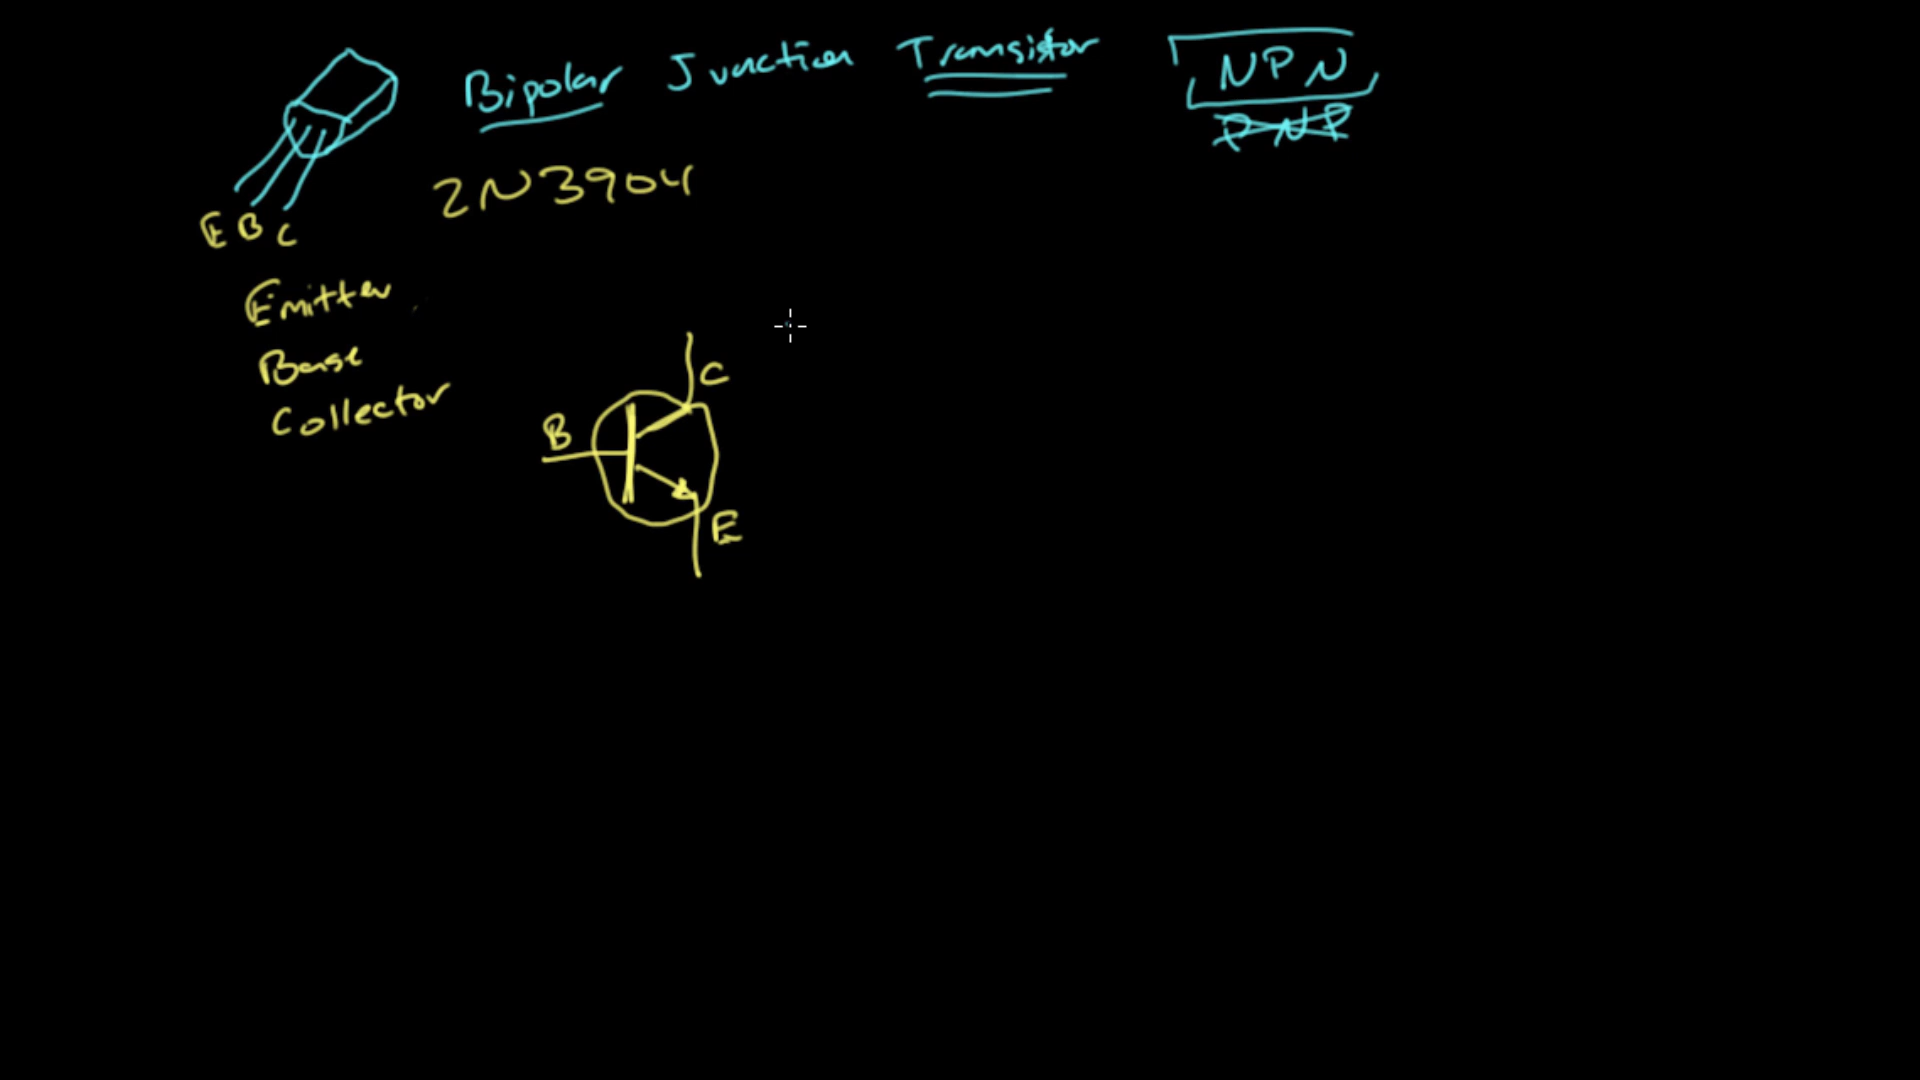 Bipolar Junction Transistor NPN
PNP
2N3904
E B C
Emitter
Base
Collector
C
B
E